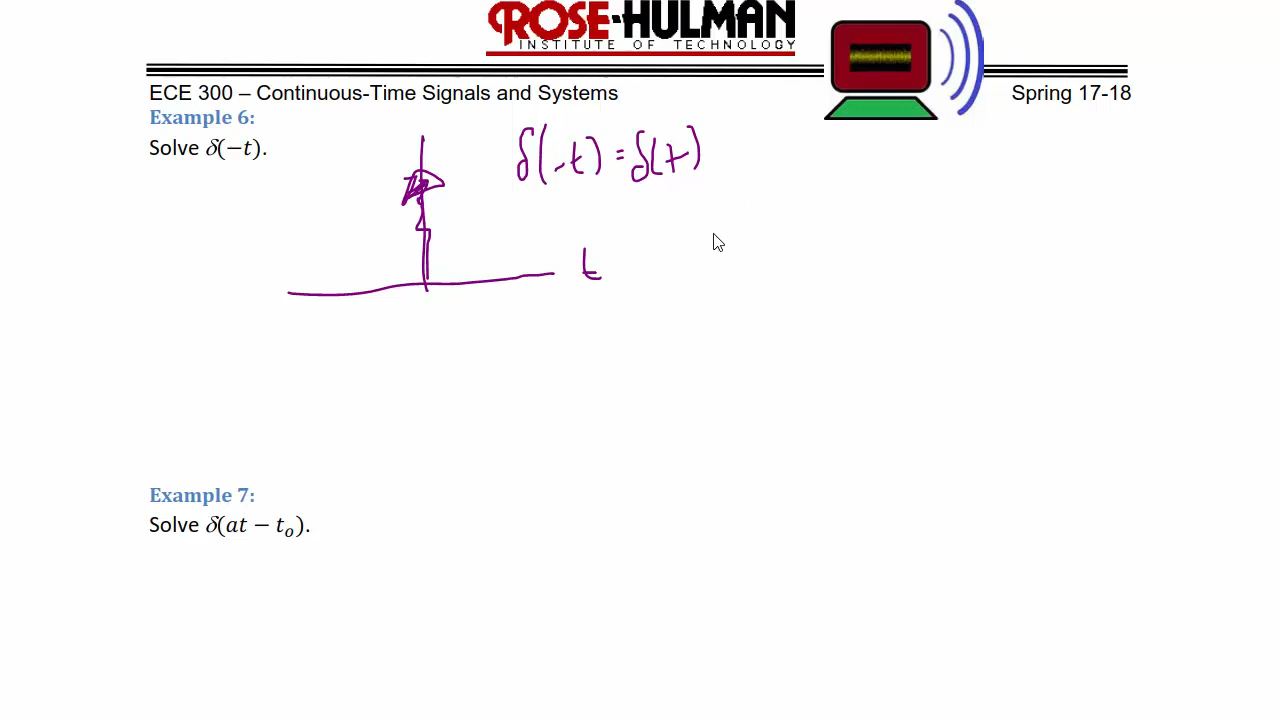 ROSE-HULMAN
INSTITUTE OF TECHNOLOGY
ECE 300 – Continuous-Time Signals and Systems Spring 17-18
Example 6:
Solve δ(−t).
δ(-t) = δ(t)
t
Example 7:
Solve δ(at − tₒ).